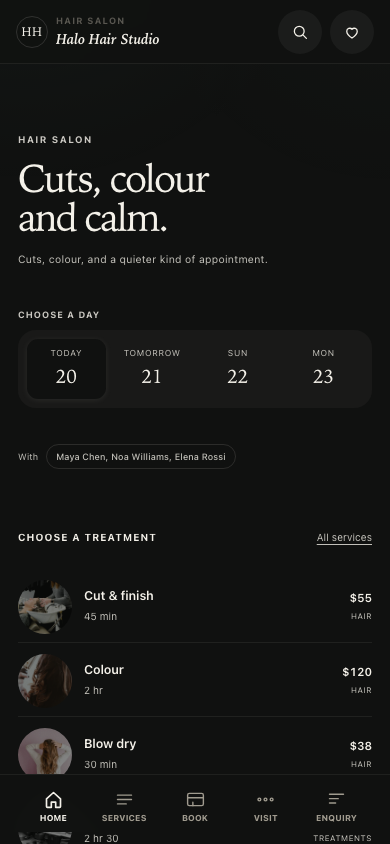 HH
HAIR SALON
Halo Hair Studio
HAIR SALON
Cuts, colour
and calm.
Cuts, colour, and a quieter kind of appointment.
CHOOSE A DAY
TODAY TOMORROW SUN MON
20 21 22 23
With Maya Chen, Noa Williams, Elena Rossi
CHOOSE A TREATMENT All services
Cut & finish $55
45 min HAIR
Colour $120
2 hr HAIR
Blow dry $38
30 min HAIR
HOME SERVICES BOOK VISIT ENQUIRY
2 hr 30 TREATMENTS